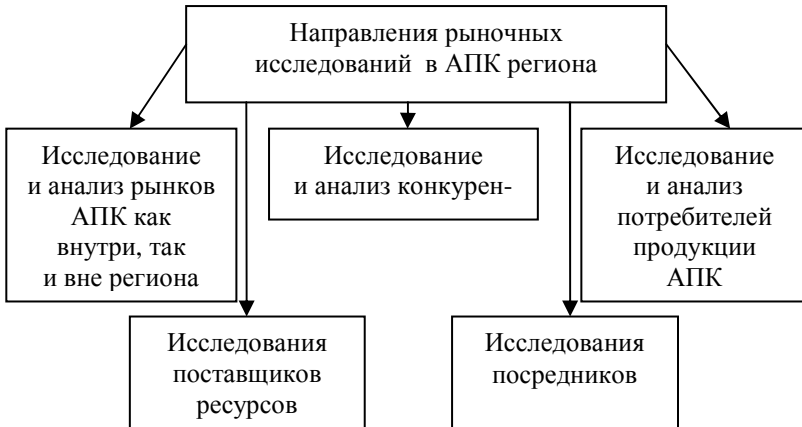 Направления рыночных
исследований в АПК региона
Исследование
и анализ рынков
АПК как
внутри, так
и вне региона
Исследование
и анализ конкурен-
Исследование
и анализ
потребителей
продукции
АПК
Исследования
поставщиков
ресурсов
Исследования
посредников